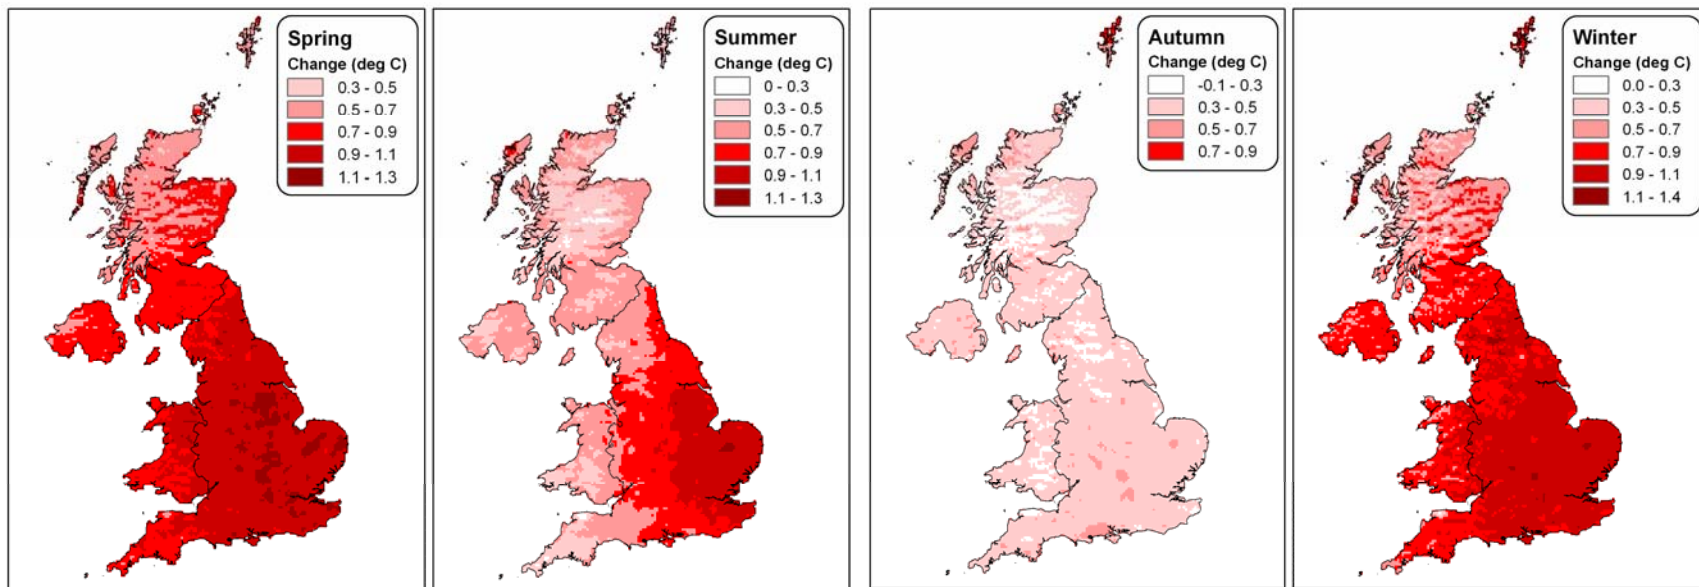 Spring
Change (deg C)
0.3 - 0.5
0.5 - 0.7
0.7 - 0.9
0.9 - 1.1
1.1 - 1.3
Summer
Change (deg C)
0 - 0.3
0.3 - 0.5
0.5 - 0.7
0.7 - 0.9
0.9 - 1.1
1.1 - 1.3
Autumn
Change (deg C)
-0.1 - 0.3
0.3 - 0.5
0.5 - 0.7
0.7 - 0.9
Winter
Change (deg C)
0.0 - 0.3
0.3 - 0.5
0.5 - 0.7
0.7 - 0.9
0.9 - 1.1
1.1 - 1.4